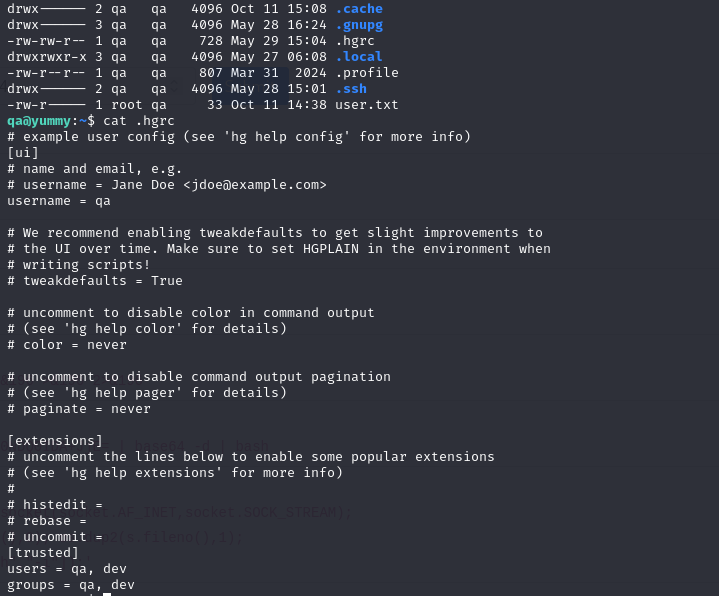 drwx------ 2 qa   qa   4096 Oct 11 15:08 .cache
drwx------ 3 qa   qa   4096 May 28 16:24 .gnupg
-rw-rw-r-- 1 qa   qa    728 May 29 15:04 .hgrc
drwxrwxr-x 3 qa   qa   4096 May 27 06:08 .local
-rw-r--r-- 1 qa   qa    807 Mar 31  2024 .profile
drwx------ 2 qa   qa   4096 May 28 15:01 .ssh
-rw-r----- 1 root qa     33 Oct 11 14:38 user.txt
qa@yummy:~$ cat .hgrc
# example user config (see 'hg help config' for more info)
[ui]
# name and email, e.g.
# username = Jane Doe <jdoe@example.com>
username = qa

# We recommend enabling tweakdefaults to get slight improvements to
# the UI over time. Make sure to set HGPLAIN in the environment when
# writing scripts!
# tweakdefaults = True

# uncomment to disable color in command output
# (see 'hg help color' for details)
# color = never

# uncomment to disable command output pagination
# (see 'hg help pager' for details)
# paginate = never

[extensions]
# uncomment the lines below to enable some popular extensions
# (see 'hg help extensions' for more info)
#
# histedit =
# rebase =
# uncommit =
[trusted]
users = qa, dev
groups = qa, dev